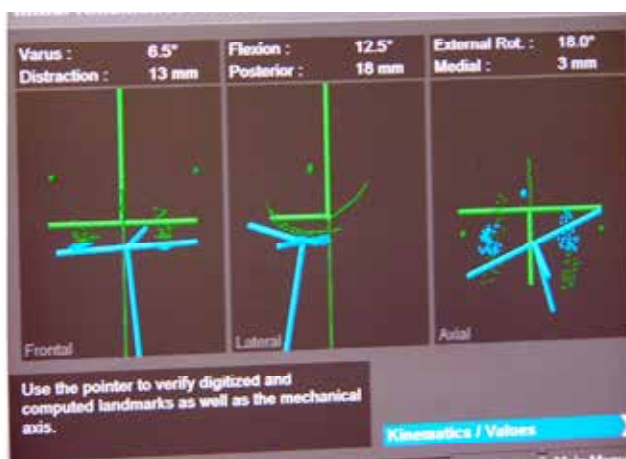 Varus : 6.5°
Distraction : 13 mm
Flexion : 12.5°
Posterior : 18 mm
External Rot. : 18.0°
Medial : 3 mm
Frontal
Lateral
Axial
Use the pointer to verify digitized and
computed landmarks as well as the mechanical
axis.
Kinematics / Values